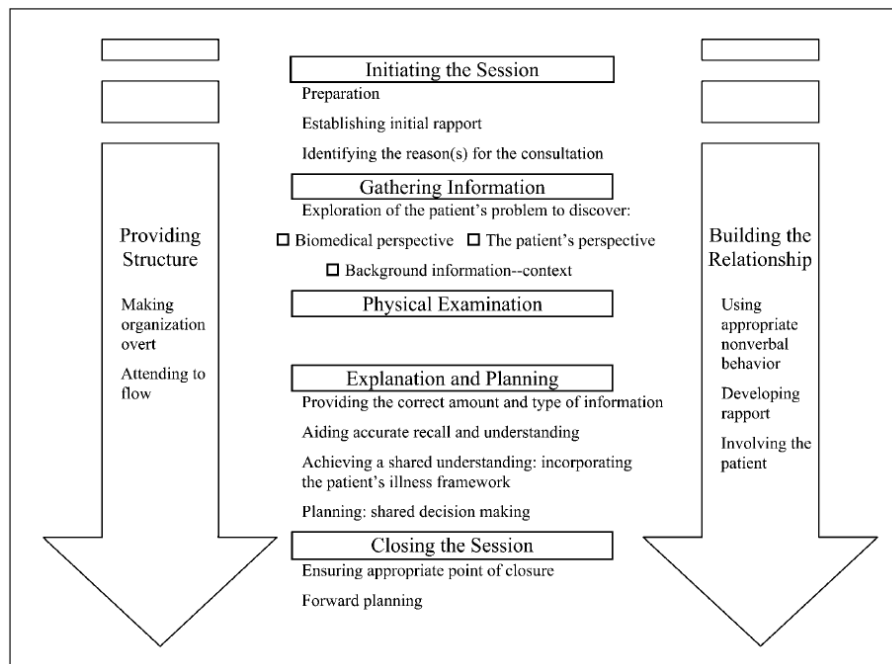 Initiating the Session
Preparation
Establishing initial rapport
Identifying the reason(s) for the consultation
Gathering Information
Exploration of the patient's problem to discover:
Biomedical perspective
The patient's perspective
Background information--context
Physical Examination
Explanation and Planning
Providing the correct amount and type of information
Aiding accurate recall and understanding
Achieving a shared understanding: incorporating
the patient's illness framework
Planning: shared decision making
Closing the Session
Ensuring appropriate point of closure
Forward planning
Providing
Structure
Making
organization
overt
Attending to
flow
Building the
Relationship
Using
appropriate
nonverbal
behavior
Developing
rapport
Involving the
patient